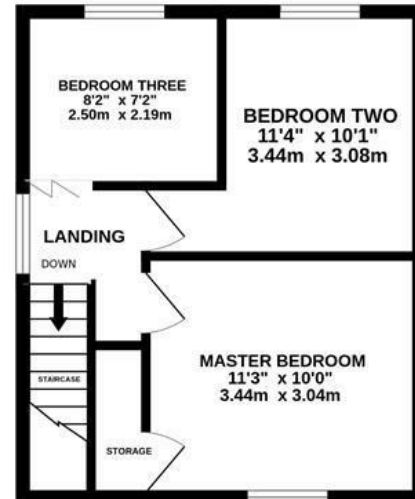 BEDROOM THREE
8'2" x 7'2"
2.50m x 2.19m
BEDROOM TWO
11'4" x 10'1"
3.44m x 3.08m
LANDING
DOWN
STAIRCASE
MASTER BEDROOM
11'3" x 10'0"
3.44m x 3.04m
STORAGE